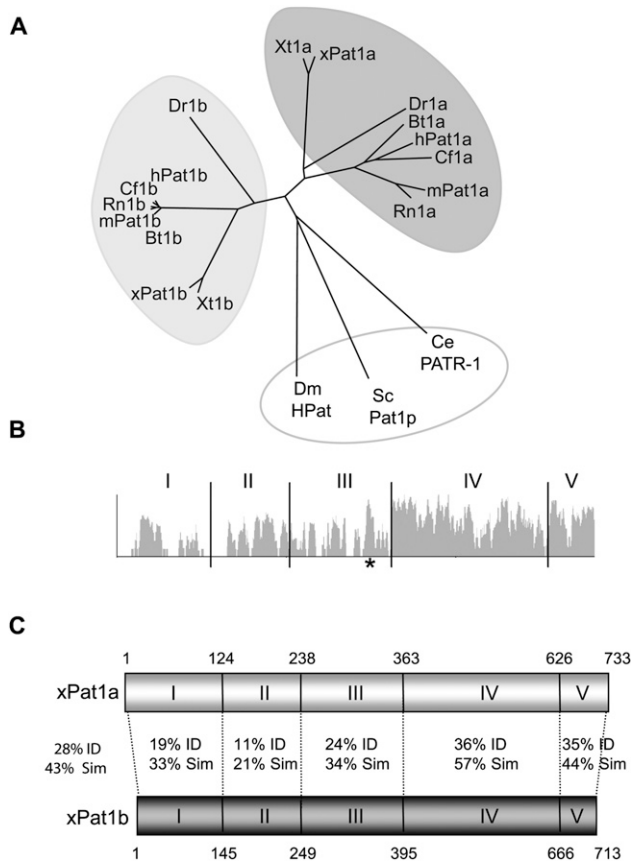 A
Xt1a
xPat1a
Dr1a
Bt1a
hPat1a
Cf1a
mPat1a
Rn1a
Dr1b
hPat1b
Cf1b
Rn1b
mPat1b
Bt1b
xPat1b
Xt1b
Ce
PATR-1
Dm
HPat
Sc
Pat1p
B
I II III IV V
*
C
1 124 238 363 626 733
xPat1a I II III IV V
28% ID
43% Sim
19% ID
33% Sim
11% ID
21% Sim
24% ID
34% Sim
36% ID
57% Sim
35% ID
44% Sim
xPat1b I II III IV V
1 145 249 395 666 713